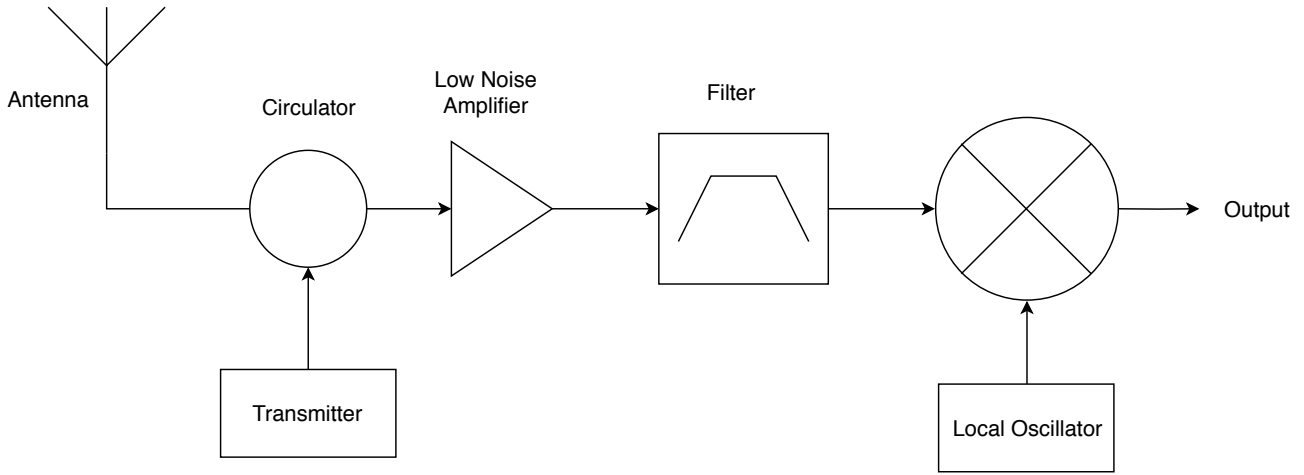 Antenna
Circulator
Low Noise
Amplifier
Filter
Output
Transmitter
Local Oscillator